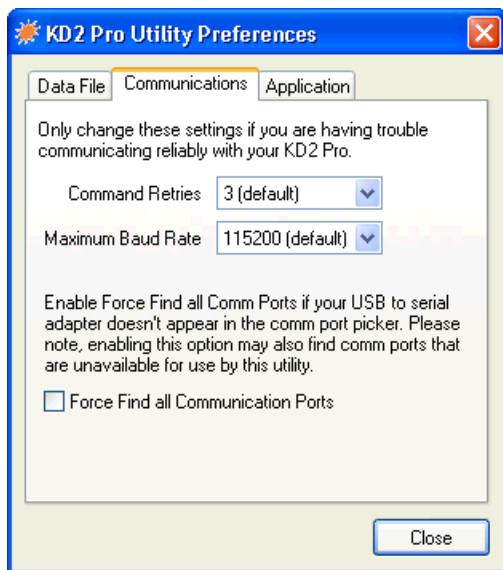 KD2 Pro Utility Preferences
Data File Communications Application
Only change these settings if you are having trouble
communicating reliably with your KD2 Pro.
Command Retries 3 (default)
Maximum Baud Rate 115200 (default)
Enable Force Find all Comm Ports if your USB to serial
adapter doesn't appear in the comm port picker. Please
note, enabling this option may also find comm ports that
are unavailable for use by this utility.
Force Find all Communication Ports
Close